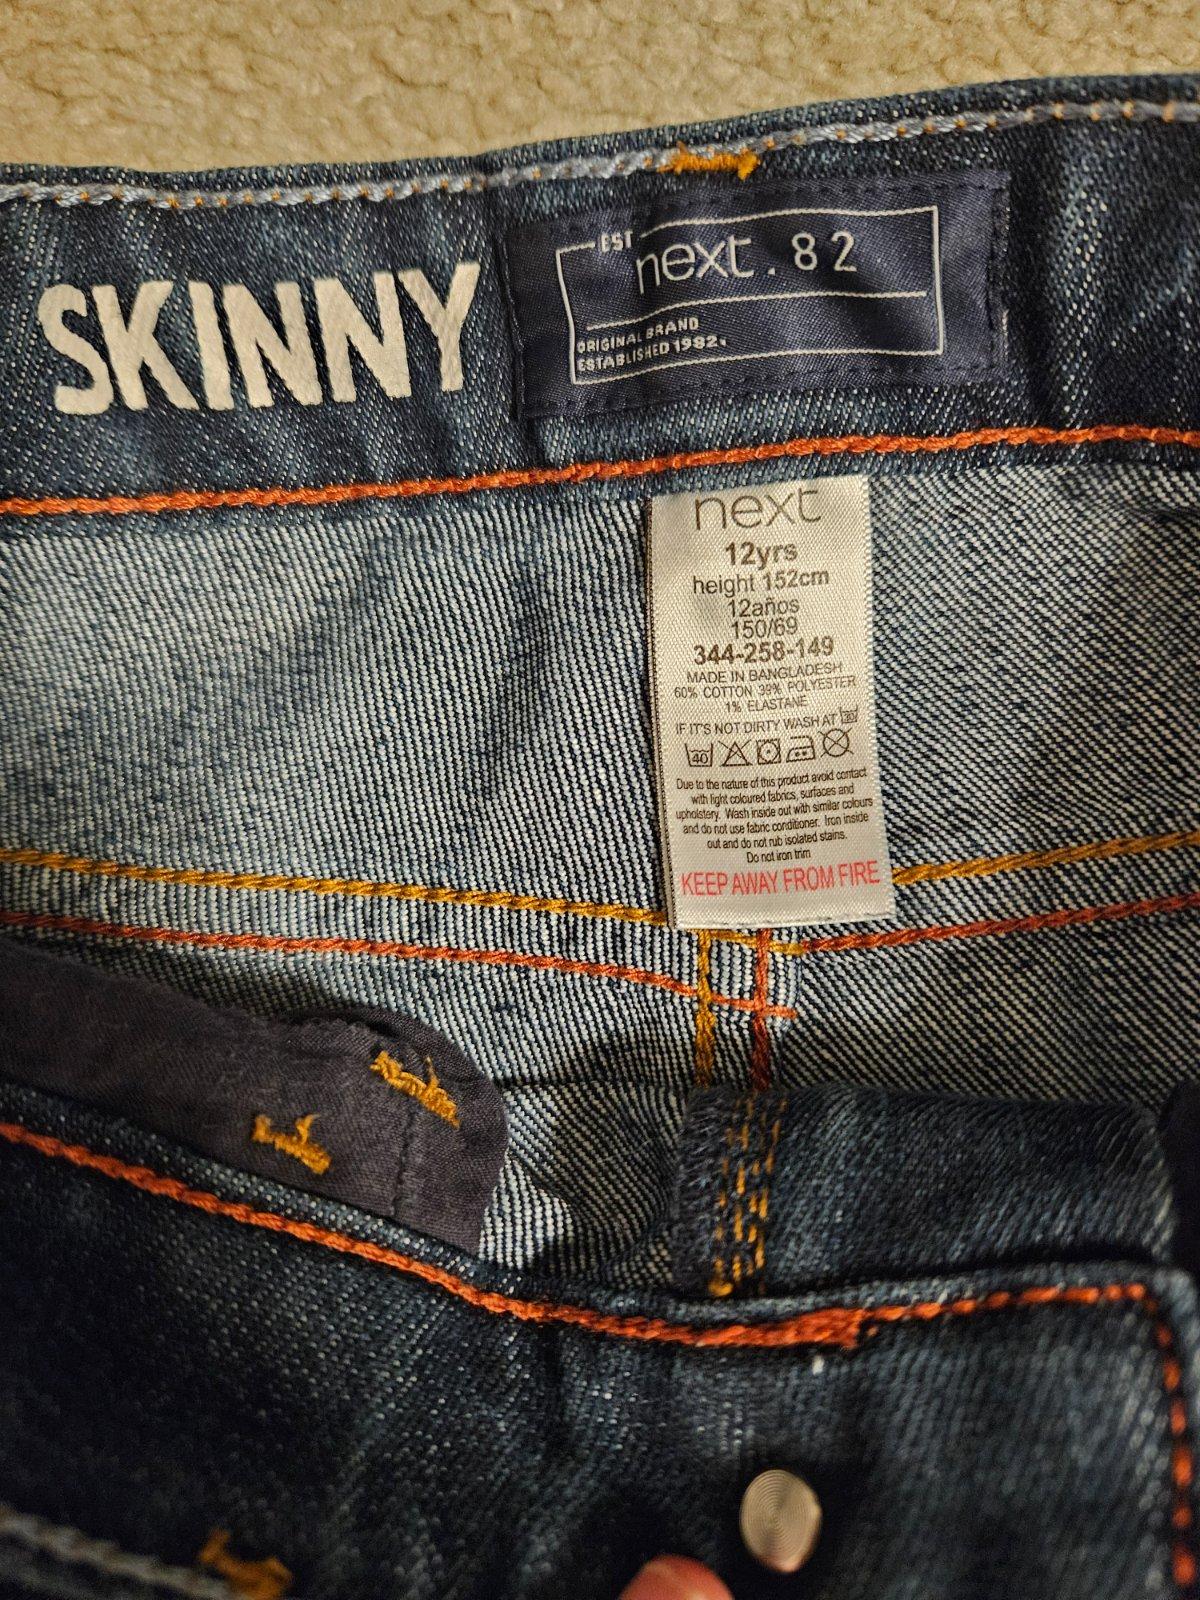 SKINNY
EST next.82
ORIGINAL BRAND
ESTABLISHED 1982.
next
12yrs
height 152cm
12años
150/69
344-258-149
MADE IN BANGLADESH
60% COTTON 39% POLYESTER
1% ELASTANE
IF IT'S NOT DIRTY WASH AT 30
40
Due to the nature of this product avoid contact
with light coloured fabrics, surfaces and
upholstery. Wash inside out with similar colours
and do not use fabric conditioner. Iron inside
out and do not rub isolated stains.
Do not iron trim
KEEP AWAY FROM FIRE